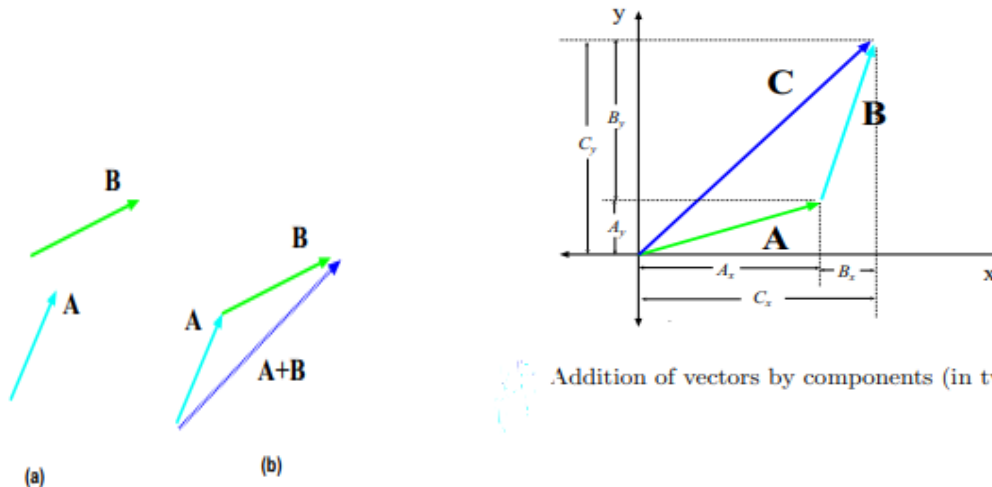 B
A
(a)
B
A
A+B
(b)
y
C
B
B_y
C_y
A_y
A
A_x
B_x
x
C_x
Addition of vectors by components (in t